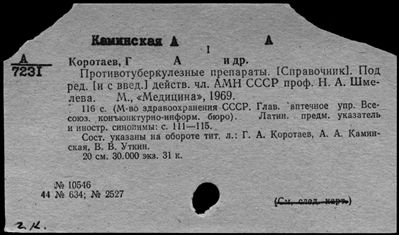 Каминская А А
I
А
7231
Коротаев, Г А и др.
Противотуберкулезные препараты. [Справочник]. Под
ред. [и с введ.] действ. чл. АМН СССР проф. Н. А. Шме-
лева. М., «Медицина», 1969.
116 с. (М-во здравоохранения СССР. Глав. аптечное упр. Все-
союз. конъюнктурно-информ. бюро). Латин. предм. указатель
и иностр. синонимы: с. 111—115.
Сост. указаны на обороте тит. л.: Г. А. Коротаев, А. А. Камин-
ская, В. В. Уткин.
20 см. 30.000 экз. 31 к.
№ 10546
44 № 634; № 2527
(См. след. карт.)
г. К.